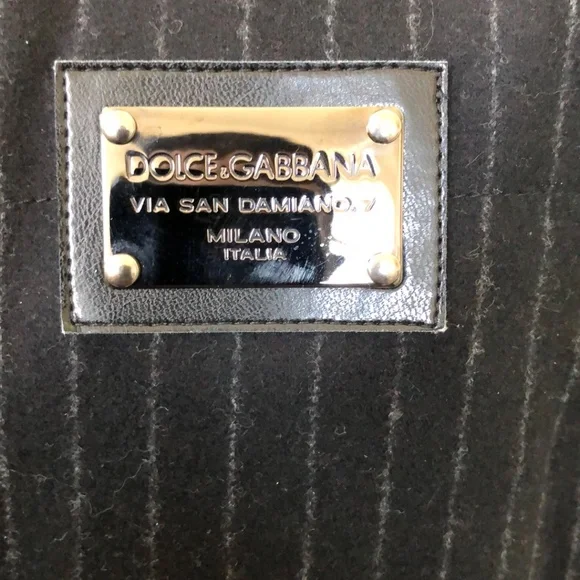 DOLCE&GABBANA
VIA SAN DAMIANO, 7
MILANO
ITALIA